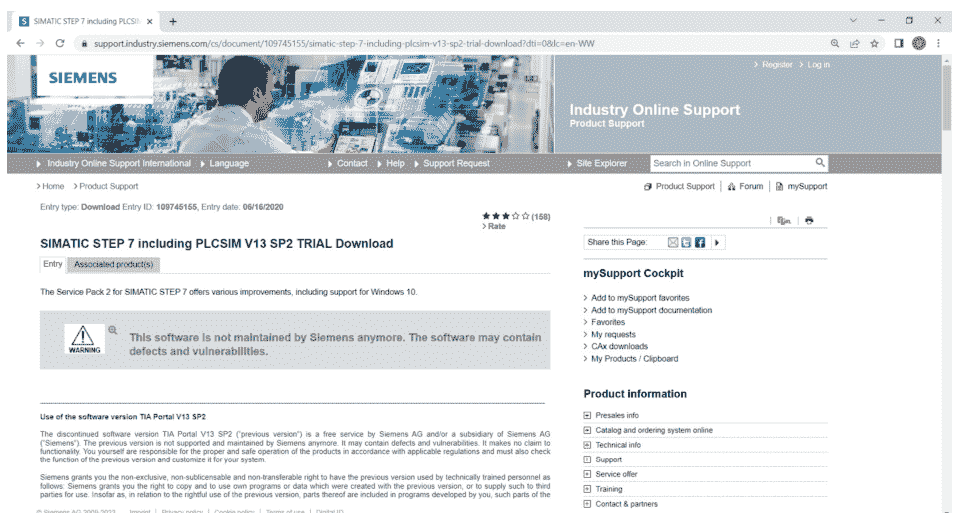 SIMATIC STEP 7 including PLCSIM
support.industry.siemens.com/cs/document/109745155/simatic-step-7-including-plcsim-v13-sp2-trial-download?dti=0&lc=en-WW
SIEMENS
Register Log in
Industry Online Support
Product Support
Industry Online Support International Language Contact Help Support Request Site Explorer Search in Online Support
Home Product Support
Product Support Forum mySupport
Entry type: Download Entry ID: 109745155, Entry date: 06/16/2020
(158)
Rate
SIMATIC STEP 7 including PLCSIM V13 SP2 TRIAL Download
Entry Associated product(s)
The Service Pack 2 for SIMATIC STEP 7 offers various improvements, including support for Windows 10.
WARNING
This software is not maintained by Siemens anymore. The software may contain
defects and vulnerabilities.
Use of the software version TIA Portal V13 SP2
The discontinued software version TIA Portal V13 SP2 ("previous version") is a free service by Siemens AG and/or a subsidiary of Siemens AG
("Siemens"). The previous version is not supported and maintained by Siemens anymore. It may contain defects and vulnerabilities. It makes no claim to
functionality. You yourself are responsible for the proper and safe operation of the products in accordance with applicable regulations and must also check
the function of the previous version and customize it for your system.
Siemens grants you the non-exclusive, non-sublicensable and non-transferable right to have the previous version used by technically trained personnel as
follows: Siemens grants you the right to copy and to use own programs or data which were created with the previous version, or to supply such to third
parties for use. Insofar as, in relation to the rightful use of the previous version, parts thereof are included in programs developed by you, such parts of the
© Siemens AG 2009-2023 Imprint Privacy policy Cookie policy Terms of use Digital ID
Share this Page:
mySupport Cockpit
Add to mySupport favorites
Add to mySupport documentation
Favorites
My requests
CAx downloads
My Products / Clipboard
Product information
Presales info
Catalog and ordering system online
Technical info
Support
Service offer
Training
Contact & partners